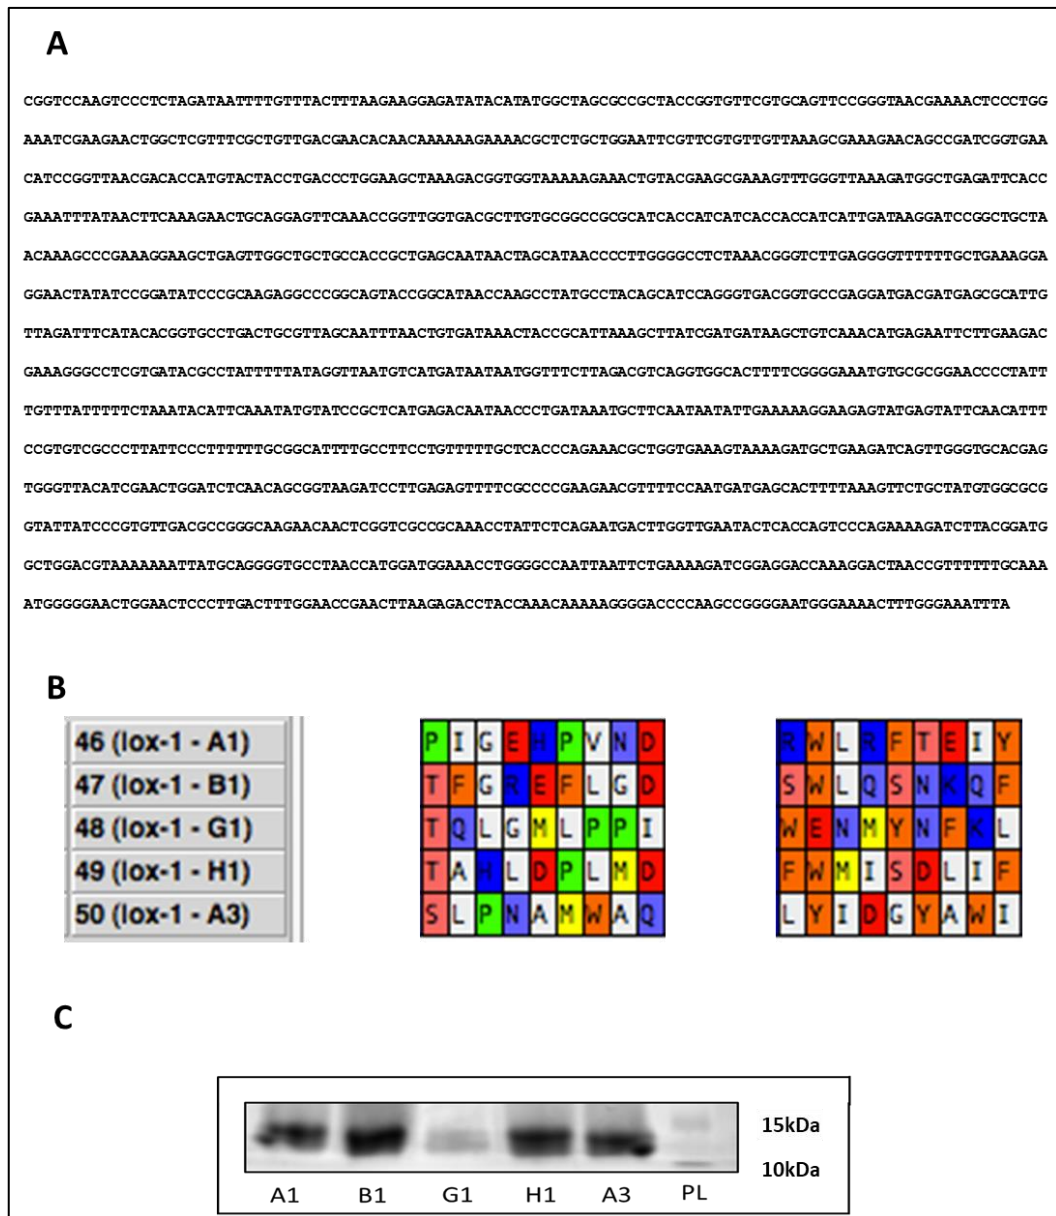 A
CGGTCCAAGTCCCTCTAGATAATTTTGTTTACTTTAAGAAGGAGATATACATATGGCTAGCGCCGCTACCGGTGTTCGTGCAGTTCCGGGTAACGAAAACTCCCTGG
AAATCGAAGAACTGGCTCGTTTCGCTGTTGACGAACACAACAAAAAAGAAAACGCTCTGCTGGAATTCGTTCGTGTTGTTAAAGCGAAAGAACAGCCGATCGGTGAA
CATCCGGTTAACGACACCATGTACTACCTGACCCTGGAAGCTAAAGACGGTGGTAAAAAGAAACTGTACGAAGCGAAAGTTTGGGTTAAAGATGGCTGAGATTCACC
GAAATTTATAACTTCAAAGAACTGCAGGAGTTCAAACCGGTTGGTGACGCTTGTGCGGCCGCGCATCACCATCATCACCACCATCATTGATAAGGATCCGGCTGCTA
ACAAAGCCCGAAAGGAAGCTGAGTTGGCTGCTGCCACCGCTGAGCAATAACTAGCATAACCCCTTGGGGCCTCTAAACGGGTCTTGAGGGGTTTTTTGCTGAAAGGA
GGAACTATATCCGGATATCCCGCAAGAGGCCCGGCAGTACCGGCATAACCAAGCCTATGCCTACAGCATCCAGGGTGACGGTGCCGAGGATGACGATGAGCGCATTG
TTAGATTTCATACACGGTGCCTGACTGCGTTAGCAATTTAACTGTGATAAACTACCGCATTAAAGCTTATCGATGATAAGCTGTCAAACATGAGAATTCTTGAAGAC
GAAAGGGCCTCGTGATACGCCTATTTTTATAGGTTAATGTCATGATAATAATGGTTTCTTAGACGTCAGGTGGCACTTTTCGGGGAAATGTGCGCGGAACCCCTATT
TGTTTATTTTTCTAAATACATTCAAATATGTATCCGCTCATGAGACAATAACCCTGATAAATGCTTCAATAATATTGAAAAAGGAAGAGTATGAGTATTCAACATTT
CCGTGTCGCCCTTATTCCCTTTTTTGCGGCATTTTGCCTTCCTGTTTTTGCTCACCCAGAAACGCTGGTGAAAGTAAAAGATGCTGAAGATCAGTTGGGTGCACGAG
TGGGTTACATCGAACTGGATCTCAACAGCGGTAAGATCCTTGAGAGTTTTCGCCCCGAAGAACGTTTTCCAATGATGAGCACTTTTAAAGTTCTGCTATGTGGCGCG
GTATTATCCCGTGTTGACGCCGGGCAAGAACAACTCGGTCGCCGCAAACCTATTCTCAGAATGACTTGGTTGAATACTCACCAGTCCCAGAAAAGATCTTACGGATG
GCTGGACGTAAAAAAATTATGCAGGGGTGCCTAACCATGGATGGAAACCTGGGGCCAATTAATTCTGAAAAGATCGGAGGACCAAAGGACTAACCGTTTTTTGCAAA
ATGGGGGAACTGGAACTCCCTTGACTTTGGAACCGAACTTAAGAGACCTACCAAACAAAAAGGGGACCCCAAGCCGGGGAATGGGAAAACTTTGGGAAATTTA
B
46 (lox-1 - A1) PIGEHPVND RWLRFTEIY
47 (lox-1 - B1) TFGREFLGD SWLQSNKQF
48 (lox-1 - G1) TQLGMLPPI WENMYNFKL
49 (lox-1 - H1) TAHLDPLMD FWMISDLIF
50 (lox-1 - A3) SLPNAMWAQ LYIDGYAWI
C
15kDa
10kDa
A1 B1 G1 H1 A3 PL